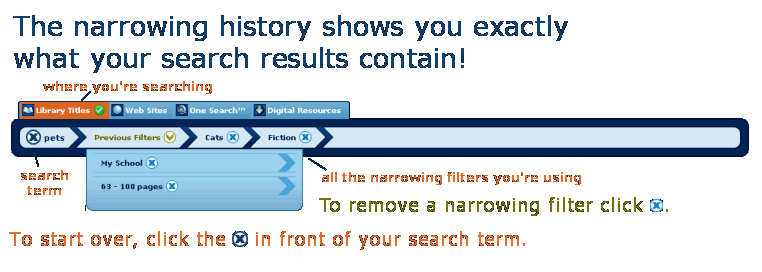 The narrowing history shows you exactly
what your search results contain!
where you're searching
Library Titles Web Sites One Search™ Digital Resources
pets Previous Filters Cats Fiction
My School
63 - 100 pages
search
term
all the narrowing filters you're using
To remove a narrowing filter click .
To start over, click the in front of your search term.